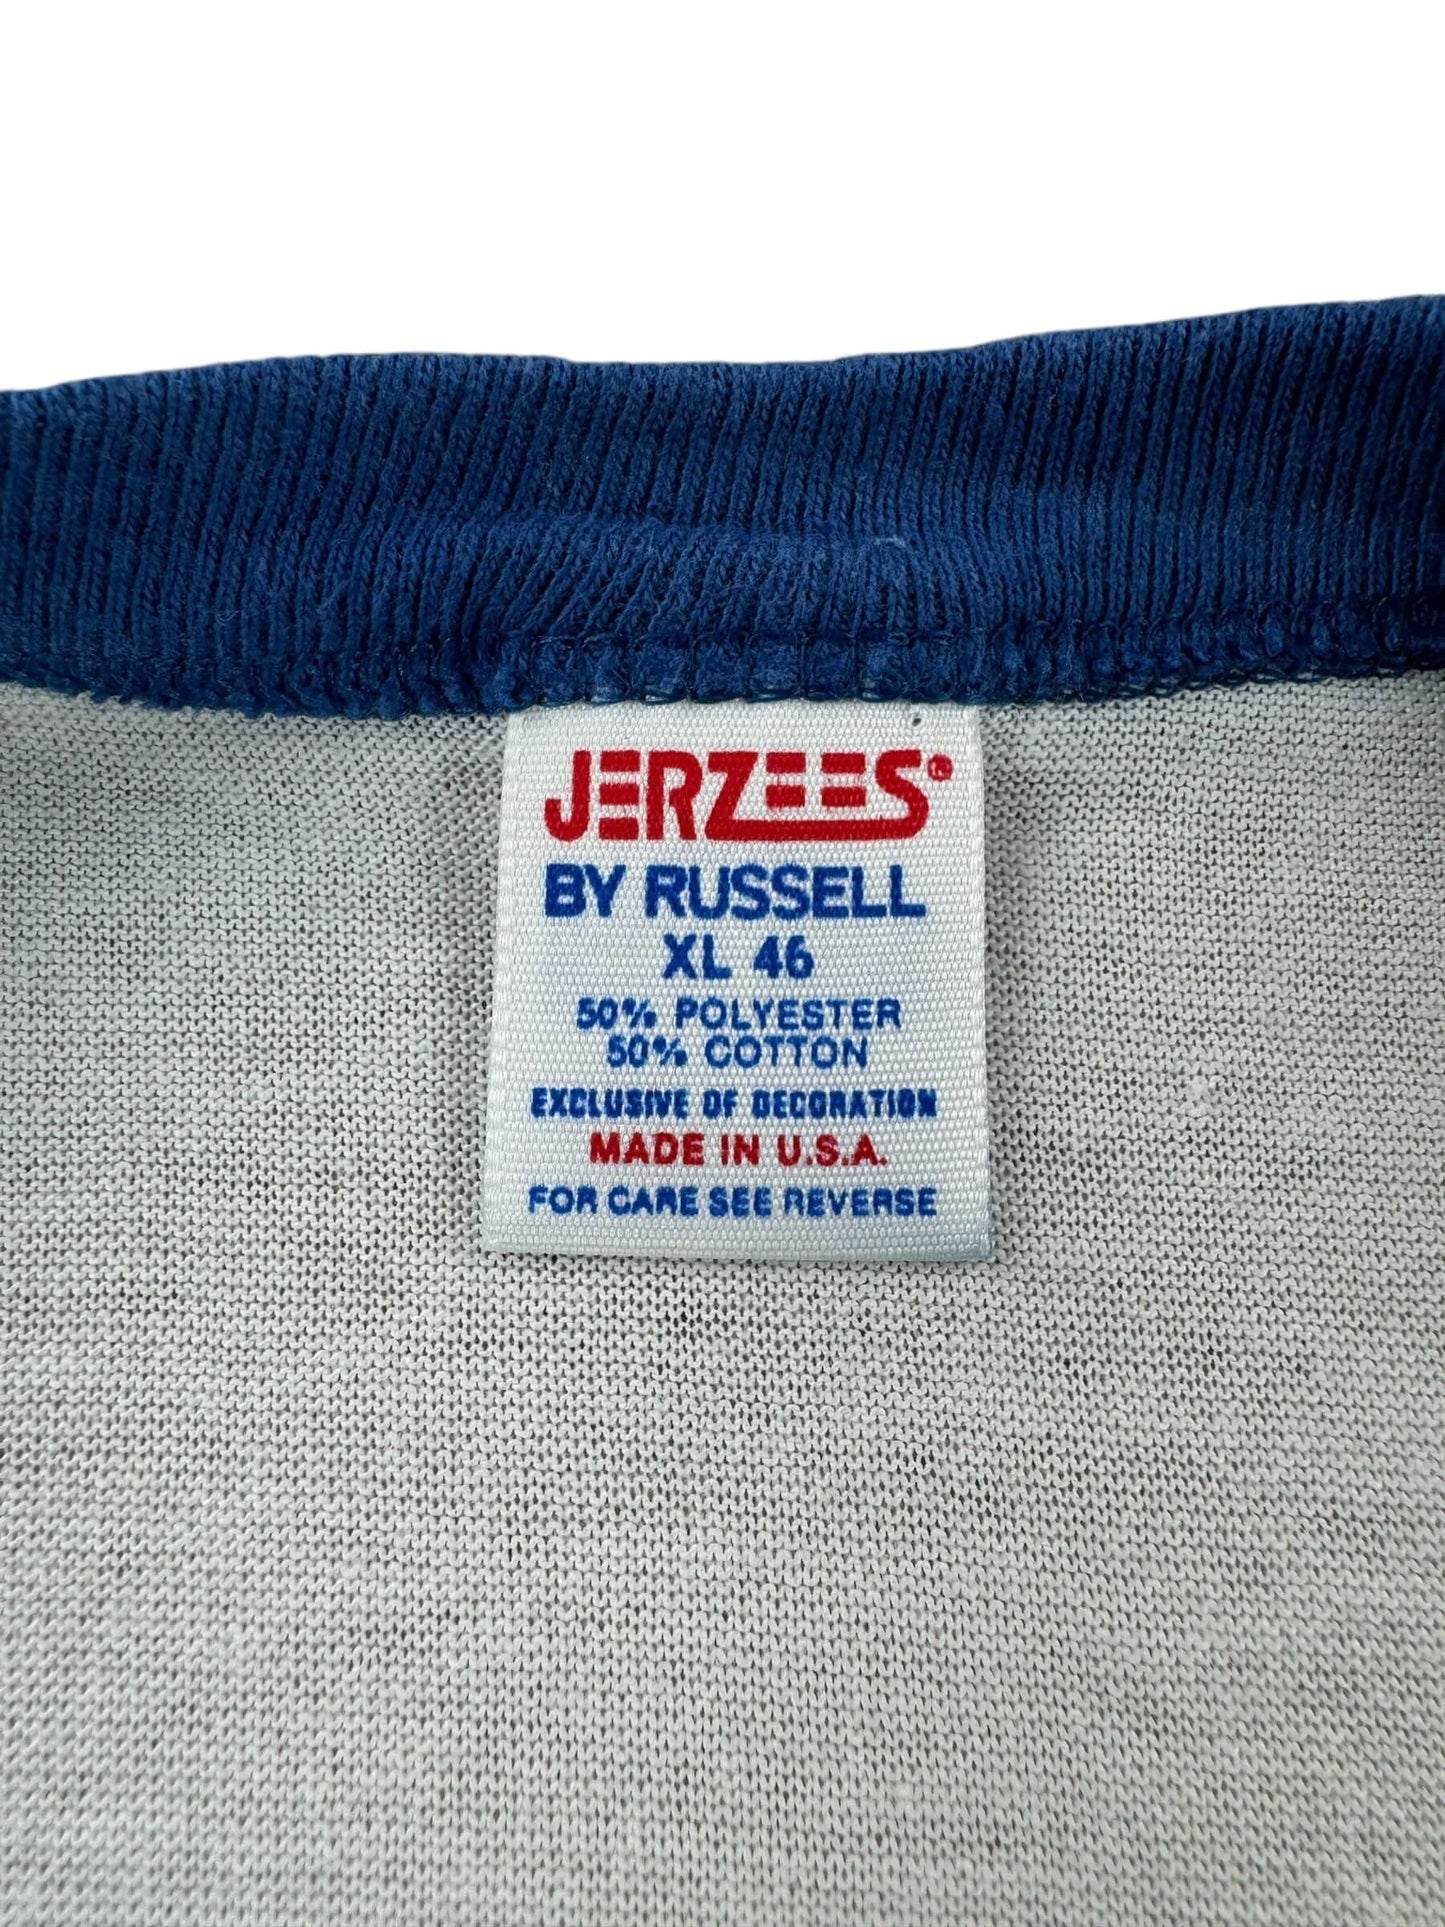 JERZEES®
BY RUSSELL
XL 46
50% POLYESTER
50% COTTON
EXCLUSIVE OF DECORATION
MADE IN U.S.A.
FOR CARE SEE REVERSE